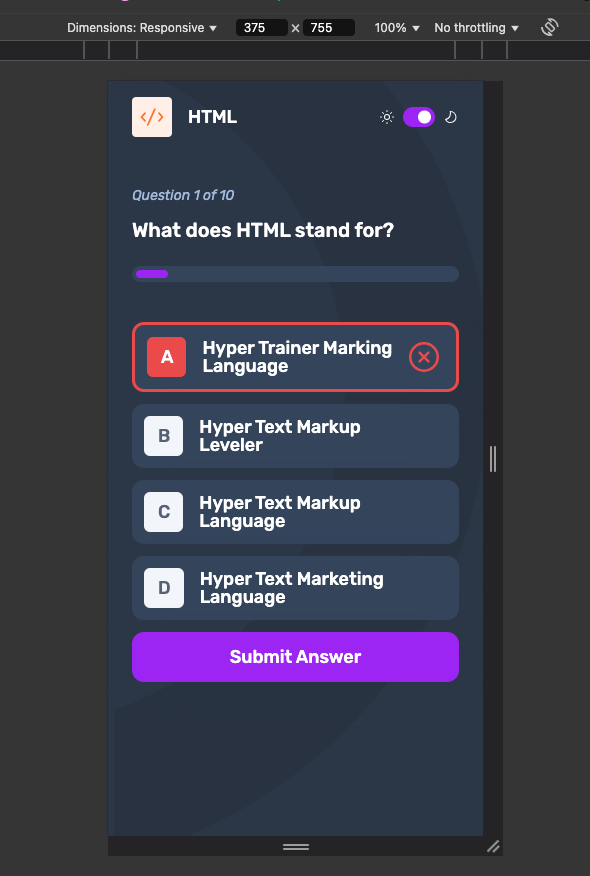 Dimensions: Responsive 375 x 755 100% No throttling
</> HTML
Question 1 of 10
What does HTML stand for?
A Hyper Trainer Marking
Language
B Hyper Text Markup
Leveler
C Hyper Text Markup
Language
D Hyper Text Marketing
Language
Submit Answer